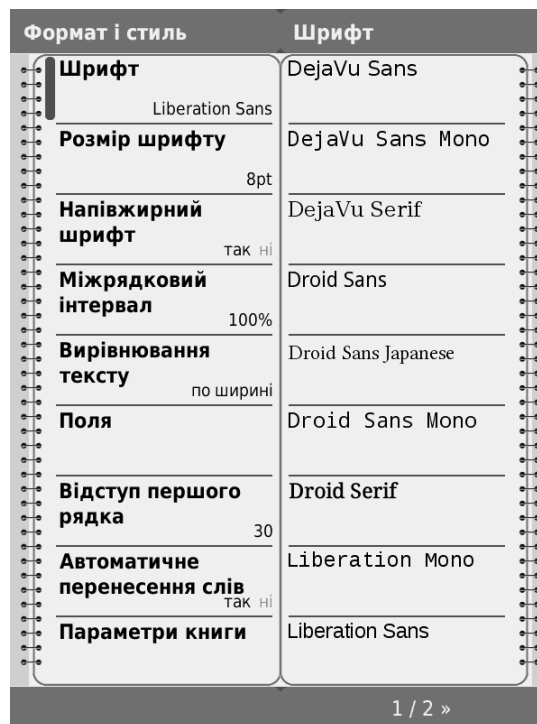 Формат і стиль
Шрифт
Шрифт
Liberation Sans
Розмір шрифту
8pt
Напівжирний
шрифт
так ні
Міжрядковий
інтервал
100%
Вирівнювання
тексту
по ширині
Поля
Відступ першого
рядка
30
Автоматичне
перенесення слів
так ні
Параметри книги
DejaVu Sans
DejaVu Sans Mono
DejaVu Serif
Droid Sans
Droid Sans Japanese
Droid Sans Mono
Droid Serif
Liberation Mono
Liberation Sans
1 / 2 »